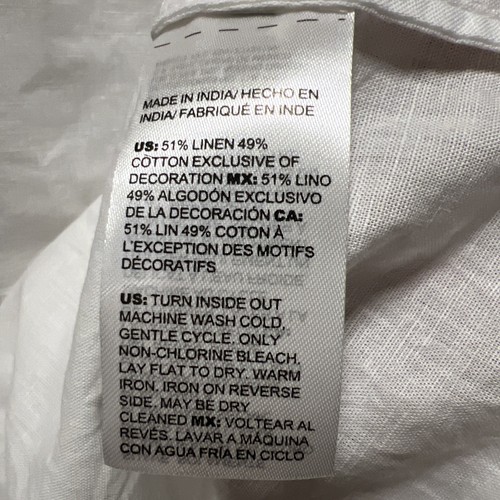 MADE IN INDIA/ HECHO EN
INDIA/ FABRIQUÉ EN INDE
US: 51% LINEN 49%
COTTON EXCLUSIVE OF
DECORATION MX: 51% LINO
49% ALGODÓN EXCLUSIVO
DE LA DECORACIÓN CA:
51% LIN 49% COTON À
L'EXCEPTION DES MOTIFS
DÉCORATIFS
US: TURN INSIDE OUT
MACHINE WASH COLD,
GENTLE CYCLE. ONLY
NON-CHLORINE BLEACH.
LAY FLAT TO DRY. WARM
IRON. IRON ON REVERSE
SIDE. MAY BE DRY
CLEANED MX: VOLTEAR AL
REVÉS. LAVAR A MÁQUINA
CON AGUA FRÍA EN CICLO